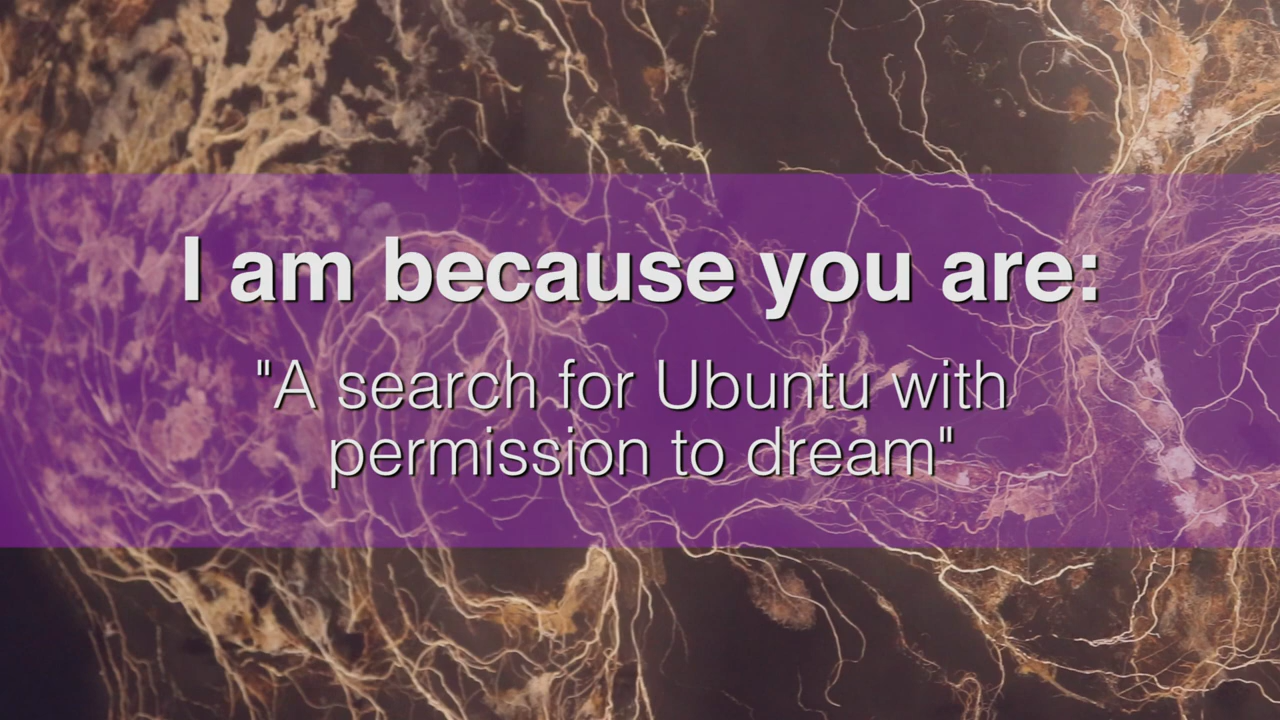 I am because you are:
"A search for Ubuntu with
permission to dream"